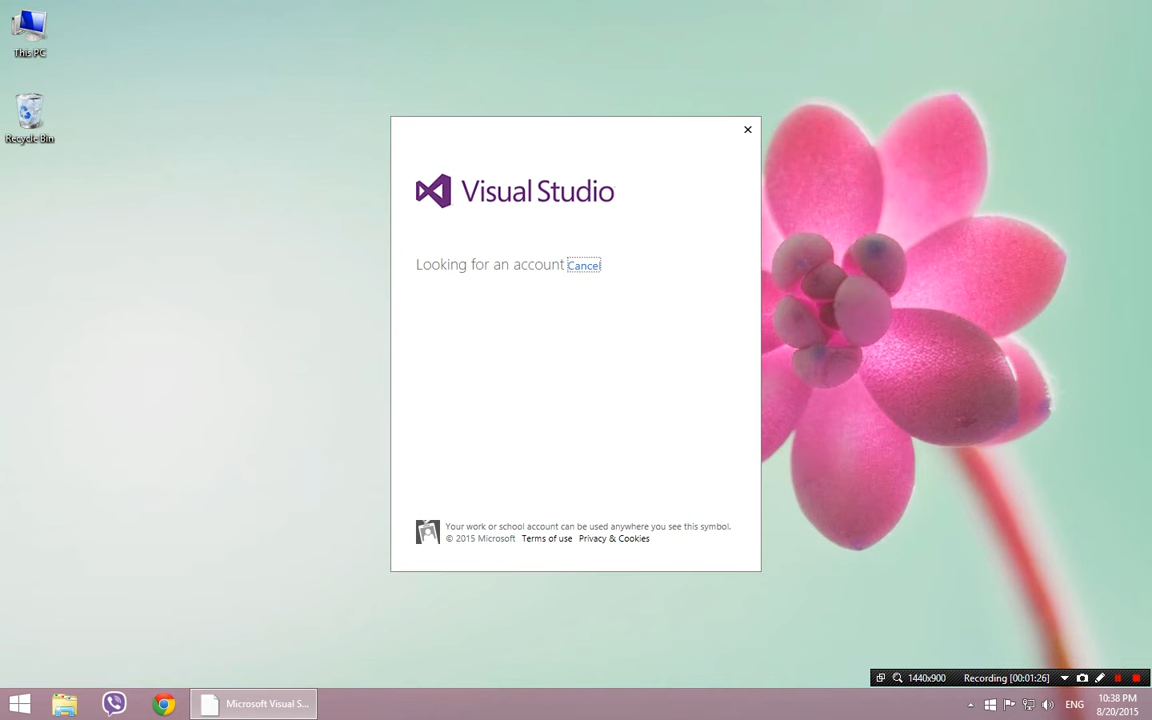 This PC
Recycle Bin
Visual Studio
Looking for an account Cancel
Your work or school account can be used anywhere you see this symbol.
© 2015 Microsoft Terms of use Privacy & Cookies
1440x900 Recording [00:01:26]
Microsoft Visual S...
ENG
10:38 PM
8/20/2015